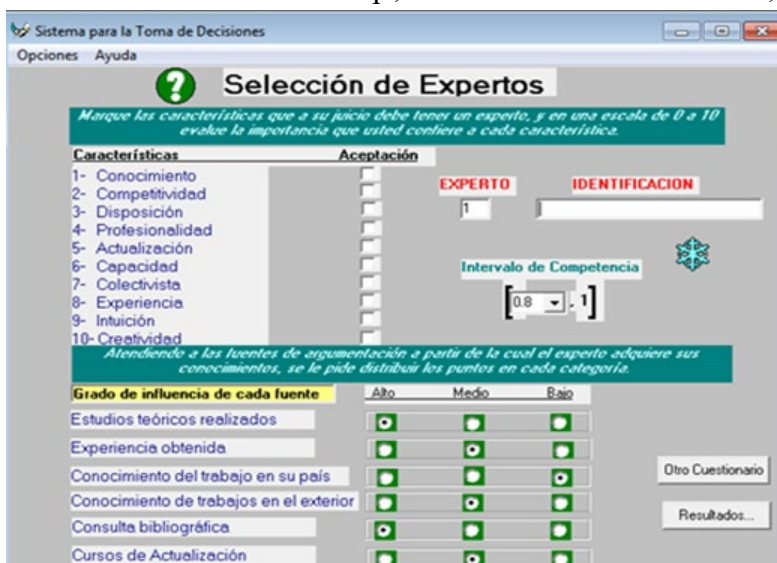 Sistema para la Toma de Decisiones
Opciones Ayuda
Selección de Expertos
Marque las características que a su juicio debe tener un experto, y en una escala de 0 a 10
evalue la importancia que usted confiere a cada característica.
Características Aceptación
1- Conocimiento
2- Competitividad
3- Disposición
4- Profesionalidad
5- Actualización
6- Capacidad
7- Colectivista
8- Experiencia
9- Intuición
10- Creatividad
EXPERTO IDENTIFICACION
1
Intervalo de Competencia
[0.8 , 1]
Atendiendo a las fuentes de argumentación a partir de la cual el experto adquiere sus
conocimientos, se le pide distribuir los puntos en cada categoría.
Grado de influencia de cada fuente Alto Medio Bajo
Estudios teóricos realizados
Experiencia obtenida
Conocimiento del trabajo en su país
Conocimiento de trabajos en el exterior
Consulta bibliográfica
Cursos de Actualización
Otro Cuestionario
Resultados...